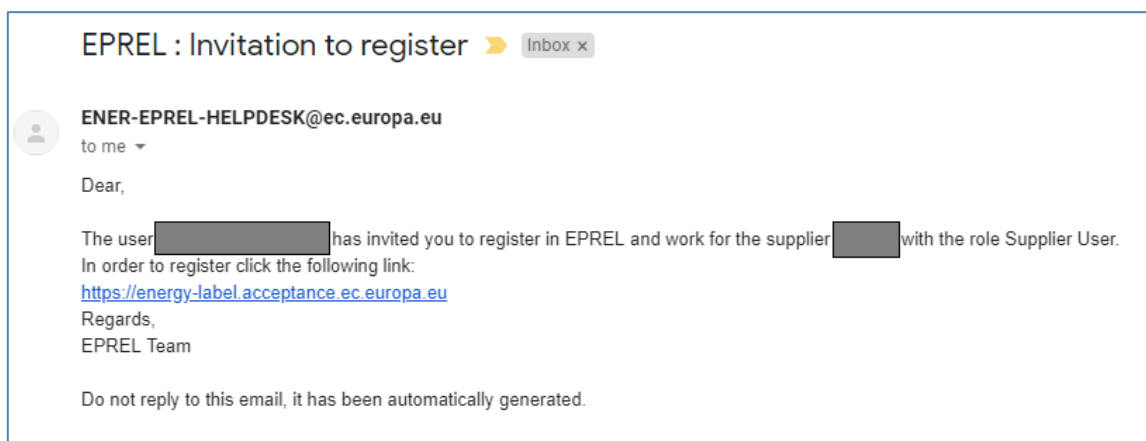 EPREL : Invitation to register Inbox x
ENER-EPREL-HELPDESK@ec.europa.eu
to me
Dear,
The user has invited you to register in EPREL and work for the supplier with the role Supplier User.
In order to register click the following link:
https://energy-label.acceptance.ec.europa.eu
Regards,
EPREL Team
Do not reply to this email, it has been automatically generated.